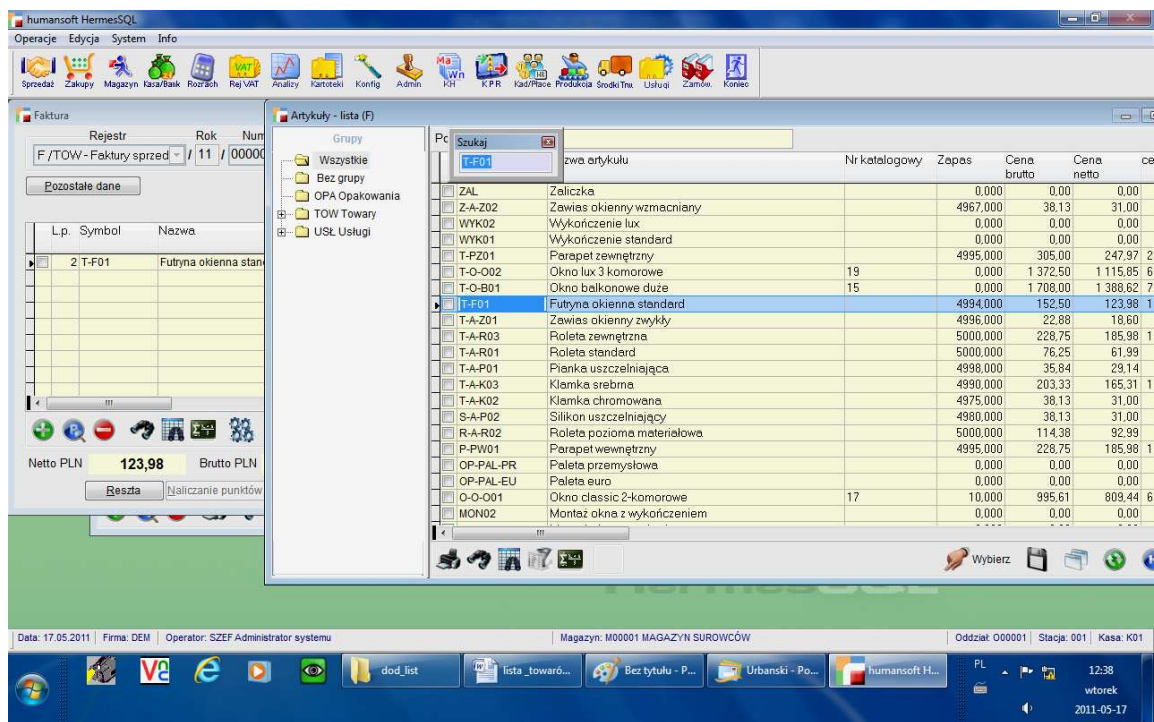 humansoft HermesSQL
Operacje Edycja System Info
Sprzedaż Zakupy Magazyn Kasa/Bank Rozrach Rej VAT Analizy Kartoteki Konfig Admin KH KPR Kad/Płace Produkcja Środki Trw. Usługi Zamów. Koniec
Faktura
Rejestr Rok Num
F /TOW - Faktury sprzed / 11 / 00000
Pozostałe dane
L.p. Symbol Nazwa
2 T-F01 Futryna okienna stan
Netto PLN 123,98 Brutto PLN
Reszta Naliczanie punktów
Artykuły - lista (F)
Grupy
Wszystkie
Bez grupy
OPA Opakowania
TOW Towary
USŁ Usługi
Szukaj
T-F01
zwa artykułu Nr katalogowy Zapas Cena brutto Cena netto ce
ZAL Zaliczka 0,000 0,00 0,00
Z-A-Z02 Zawias okienny wzmacniany 4967,000 38,13 31,00
WYK02 Wykończenie lux 0,000 0,00 0,00
WYK01 Wykończenie standard 0,000 0,00 0,00
T-PZ01 Parapet zewnętrzny 4995,000 305,00 247,97 2
T-O-O02 Okno lux 3 komorowe 19 0,000 1 372,50 1 115,85 6
T-O-B01 Okno balkonowe duże 15 0,000 1 708,00 1 388,62 7
T-F01 Futryna okienna standard 4994,000 152,50 123,98 1
T-A-Z01 Zawias okienny zwykły 4996,000 22,88 18,60
T-A-R03 Roleta zewnętrzna 5000,000 228,75 185,98 1
T-A-R01 Roleta standard 5000,000 76,25 61,99
T-A-P01 Pianka uszczelniająca 4998,000 35,84 29,14
T-A-K03 Klamka srebrna 4990,000 203,33 165,31 1
T-A-K02 Klamka chromowana 4975,000 38,13 31,00
S-A-P02 Silikon uszczelniający 4980,000 38,13 31,00
R-A-R02 Roleta pozioma materiałowa 5000,000 114,38 92,99
P-PW01 Parapet wewnętrzny 4995,000 228,75 185,98 1
OP-PAL-PR Paleta przemysłowa 0,000 0,00 0,00
OP-PAL-EU Paleta euro 0,000 0,00 0,00
O-O-O01 Okno classic 2-komorowe 17 10,000 995,61 809,44 6
MON02 Montaż okna z wykończeniem 0,000 0,00 0,00
Wybierz
Data: 17.05.2011 Firma: DEM Operator: SZEF Administrator systemu Magazyn: M00001 MAGAZYN SUROWCÓW Oddział: O00001 Stacja: 001 Kasa: K01
dod_list lista_towaró... Bez tytułu - P... Urbanski - Po... humansoft H... PL
12:38
wtorek
2011-05-17